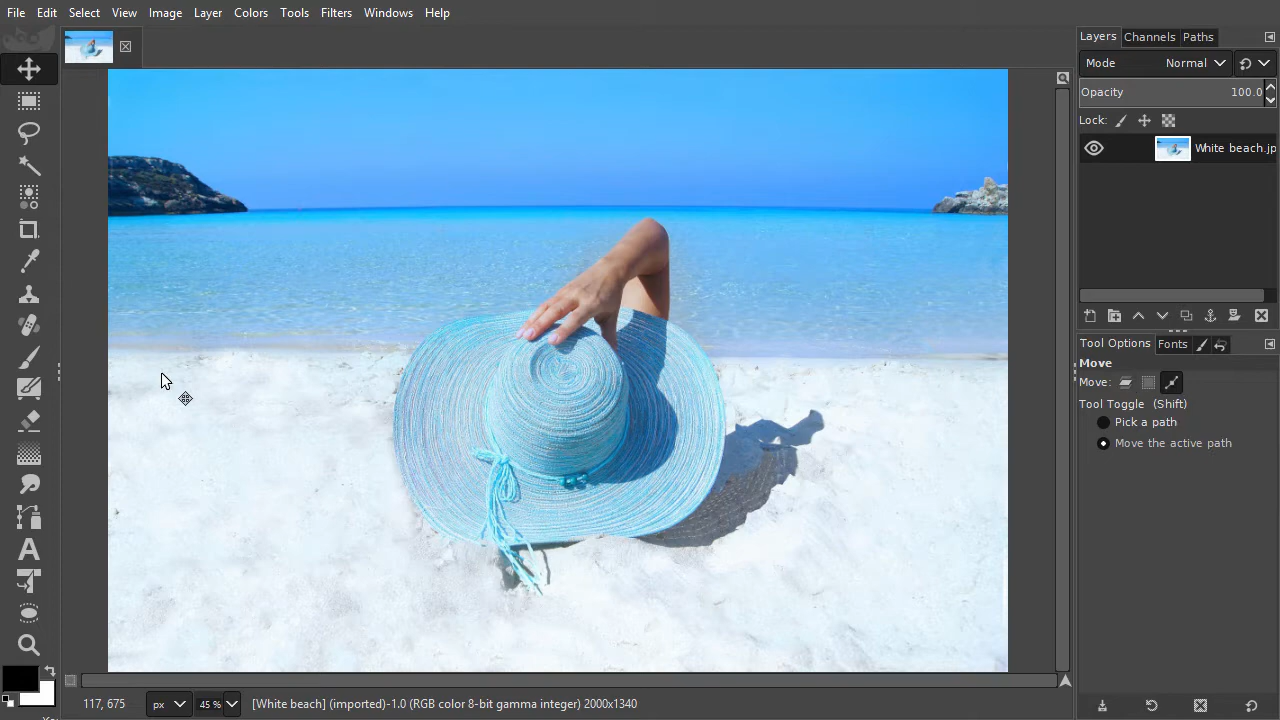 File Edit Select View Image Layer Colors Tools Filters Windows Help
Layers Channels Paths
Mode Normal
Opacity 100.0
Lock:
White beach.jp
Tool Options Fonts
Move
Move:
Tool Toggle (Shift)
Pick a path
Move the active path
117, 675 px 45 % [White beach] (imported)-1.0 (RGB color 8-bit gamma integer) 2000x1340